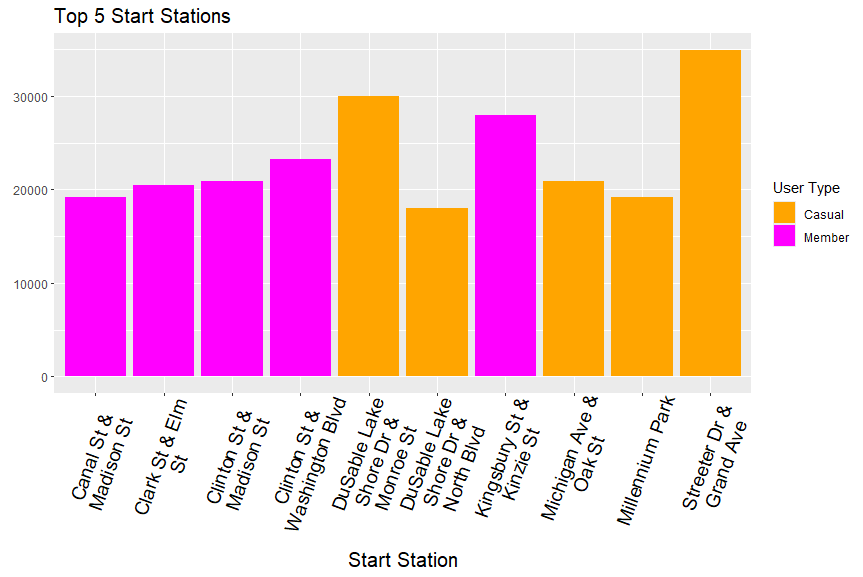 Top 5 Start Stations
30000
20000
10000
0
Canal St &
Madison St
Clark St & Elm
St
Clinton St &
Madison St
Clinton St &
Washington Blvd
DuSable Lake
Shore Dr &
Monroe St
DuSable Lake
Shore Dr &
North Blvd
Kingsbury St &
Kinzie St
Michigan Ave &
Oak St
Millennium Park
Streeter Dr &
Grand Ave
Start Station
User Type
Casual
Member